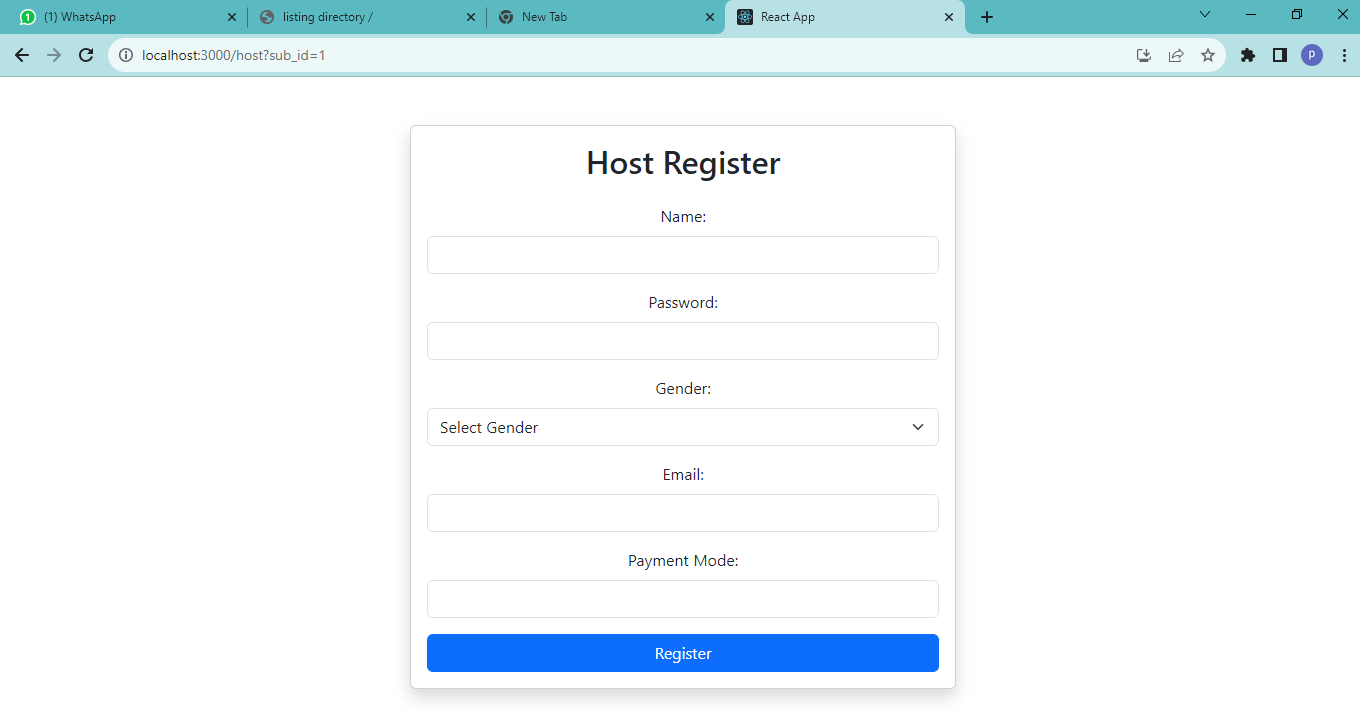 1 (1) WhatsApp
listing directory /
New Tab
React App
localhost:3000/host?sub_id=1
P
Host Register
Name:
Password:
Gender:
Select Gender
Email:
Payment Mode:
Register